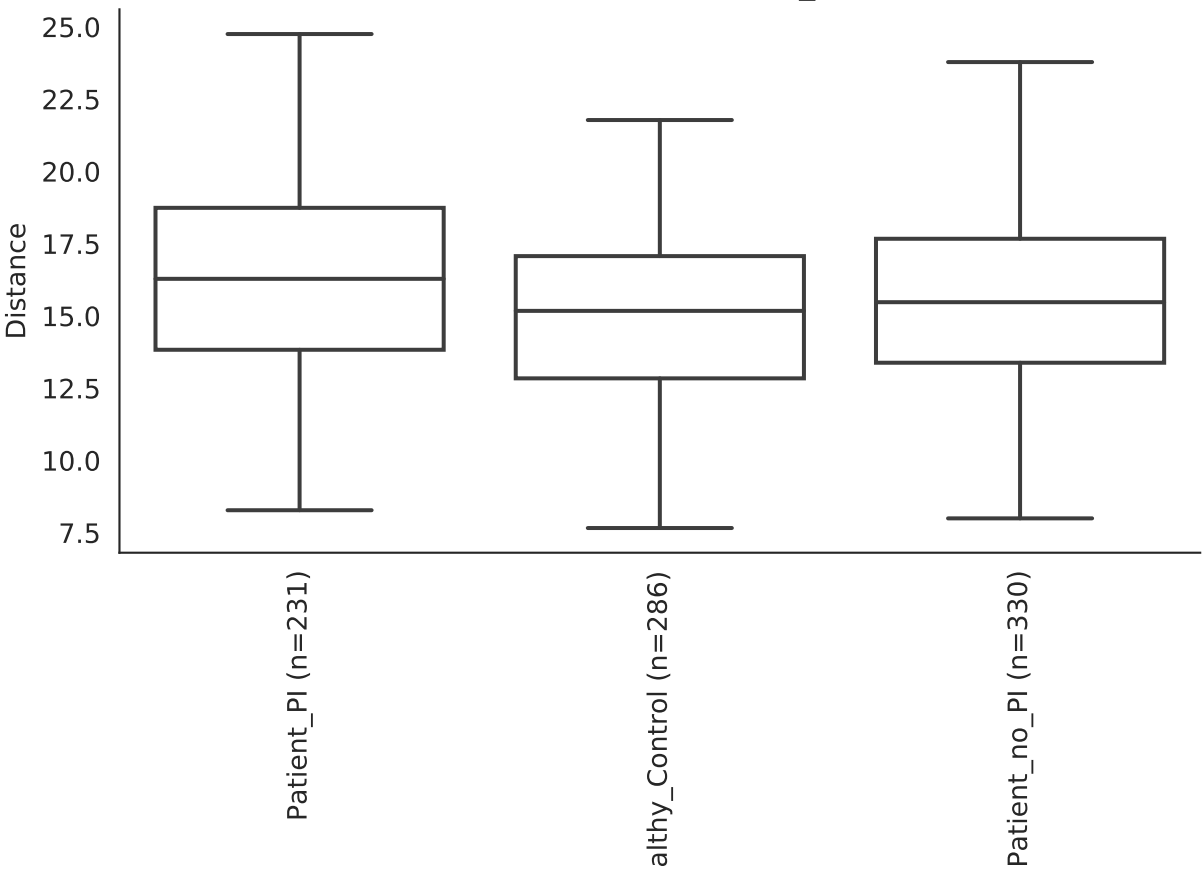 25.0
22.5
20.0
17.5
15.0
12.5
10.0
7.5
Distance
Patient_PI (n=231)
althy_Control (n=286)
Patient_no_PI (n=330)